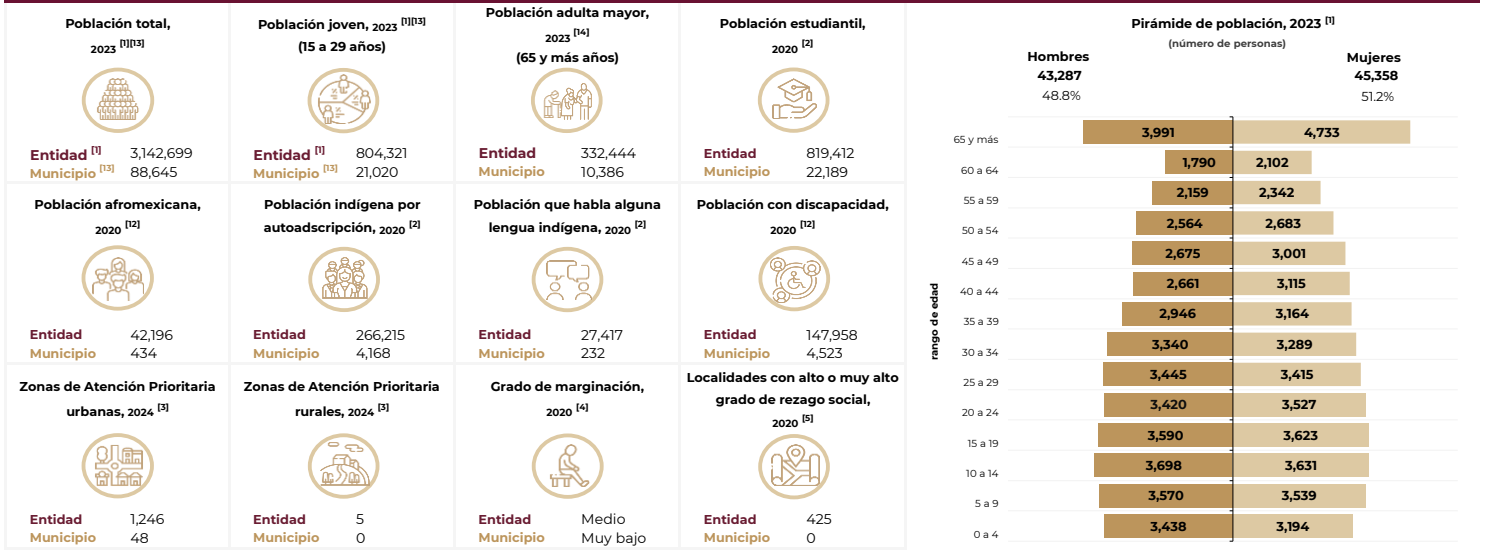 Población total,
2023 [1][13]
Entidad [1] 3,142,699
Municipio [13] 88,645
Población joven, 2023 [1][13]
(15 a 29 años)
Entidad [1] 804,321
Municipio [13] 21,020
Población adulta mayor,
2023 [14]
(65 y más años)
Entidad 332,444
Municipio 10,386
Población estudiantil,
2020 [2]
Entidad 819,412
Municipio 22,189
Población afromexicana,
2020 [12]
Entidad 42,196
Municipio 434
Población indígena por
autoadscripción, 2020 [2]
Entidad 266,215
Municipio 4,168
Población que habla alguna
lengua indígena, 2020 [2]
Entidad 27,417
Municipio 232
Población con discapacidad,
2020 [12]
Entidad 147,958
Municipio 4,523
Zonas de Atención Prioritaria
urbanas, 2024 [3]
Entidad 1,246
Municipio 48
Zonas de Atención Prioritaria
rurales, 2024 [3]
Entidad 5
Municipio 0
Grado de marginación,
2020 [4]
Entidad Medio
Municipio Muy bajo
Localidades con alto o muy alto
grado de rezago social,
2020 [5]
Entidad 425
Municipio 0
Pirámide de población, 2023 [1]
(número de personas)
Hombres Mujeres
43,287 45,358
48.8% 51.2%
rango de edad
65 y más 3,991 4,733
60 a 64 1,790 2,102
55 a 59 2,159 2,342
50 a 54 2,564 2,683
45 a 49 2,675 3,001
40 a 44 2,661 3,115
35 a 39 2,946 3,164
30 a 34 3,340 3,289
25 a 29 3,445 3,415
20 a 24 3,420 3,527
15 a 19 3,590 3,623
10 a 14 3,698 3,631
5 a 9 3,570 3,539
0 a 4 3,438 3,194